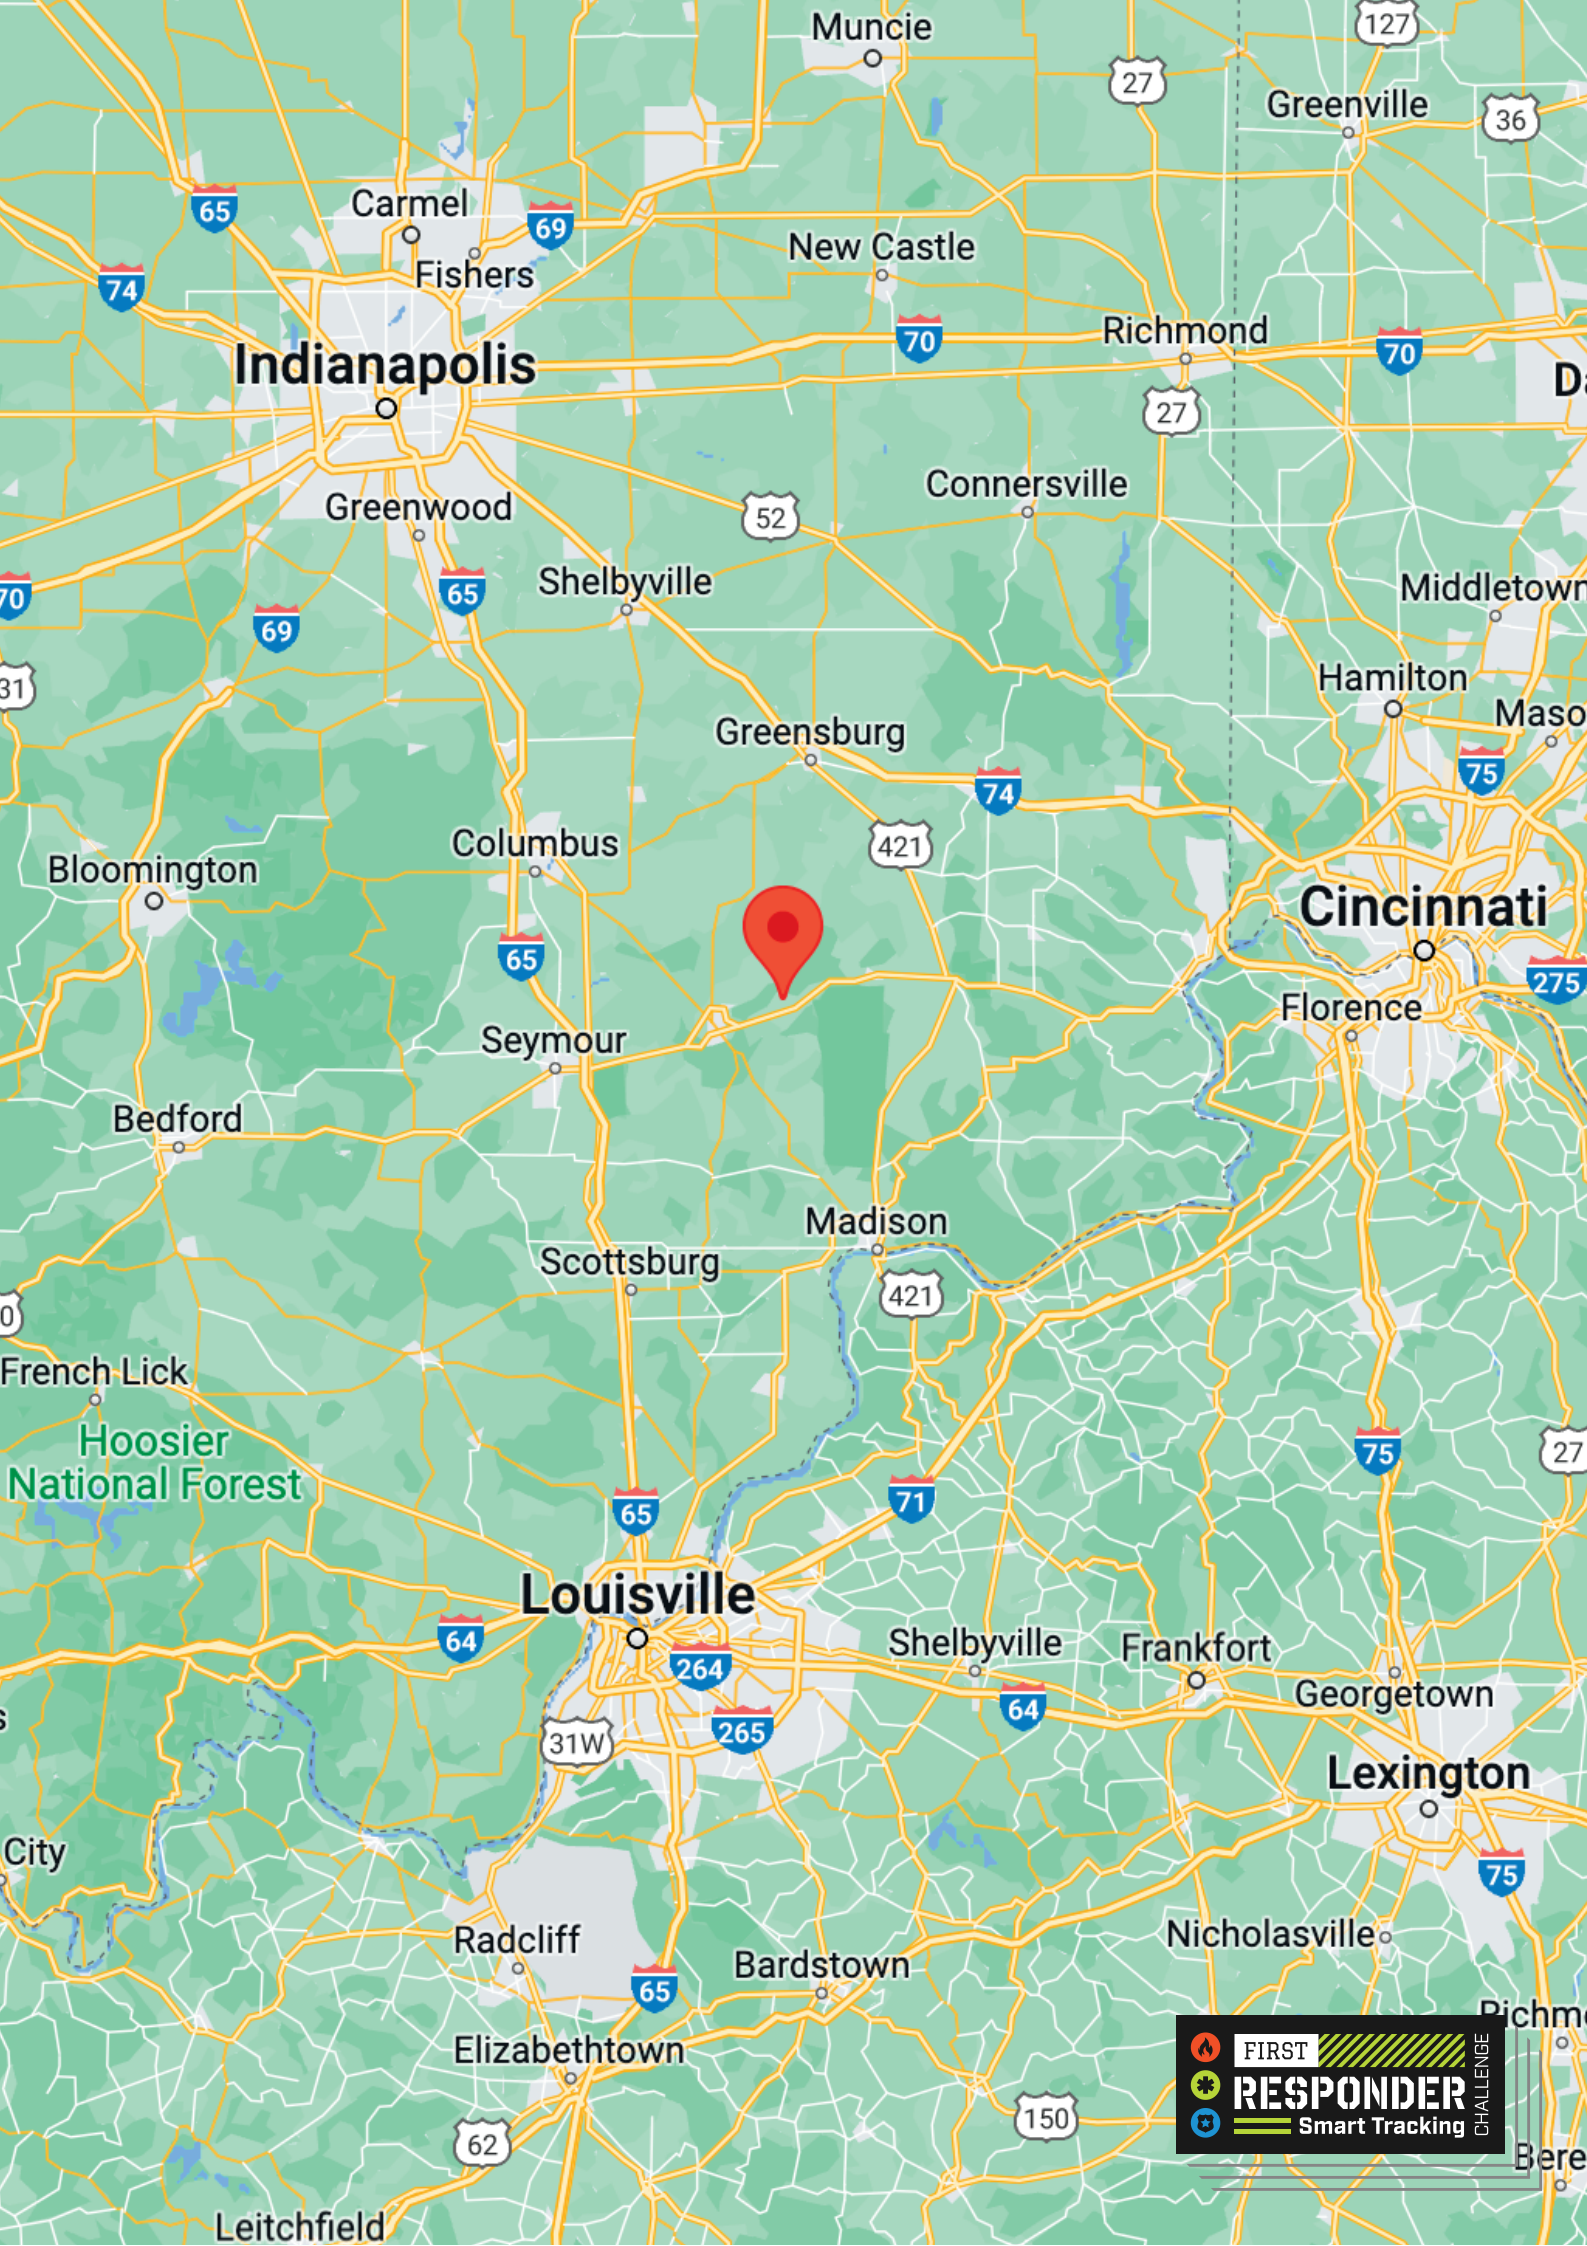 Muncie
127
27
Greenville
36
Carmel
65
69
Fishers
New Castle
74
Indianapolis
70
Richmond
70
27
Connersville
Greenwood
52
Shelbyville
65
70
69
Middletown
31
Hamilton
Maso
Greensburg
75
74
Columbus
421
Bloomington
Cincinnati
65
275
Florence
Seymour
Bedford
Madison
Scottsburg
421
0
French Lick
Hoosier
National Forest
75
27
71
65
Louisville
64
264
Shelbyville
Frankfort
64
Georgetown
265
31W
s
Lexington
City
75
Radcliff
Nicholasville
Bardstown
65
Richmo
Elizabethtown
150
62
Bere
Leitchfield
FIRST
RESPONDER
Smart Tracking
CHALLENGE